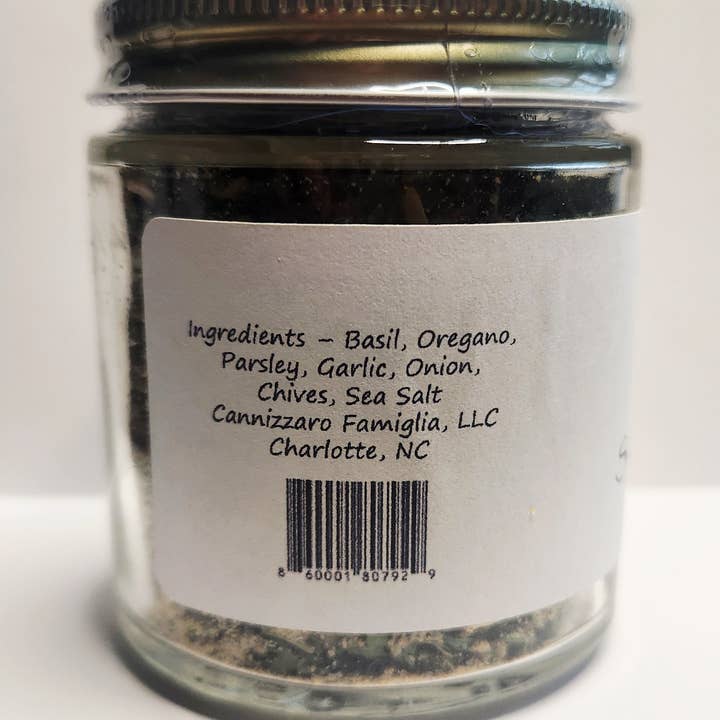 Ingredients – Basil, Oregano,
Parsley, Garlic, Onion,
Chives, Sea Salt
Cannizzaro Famiglia, LLC
Charlotte, NC
8 60001 80792 9